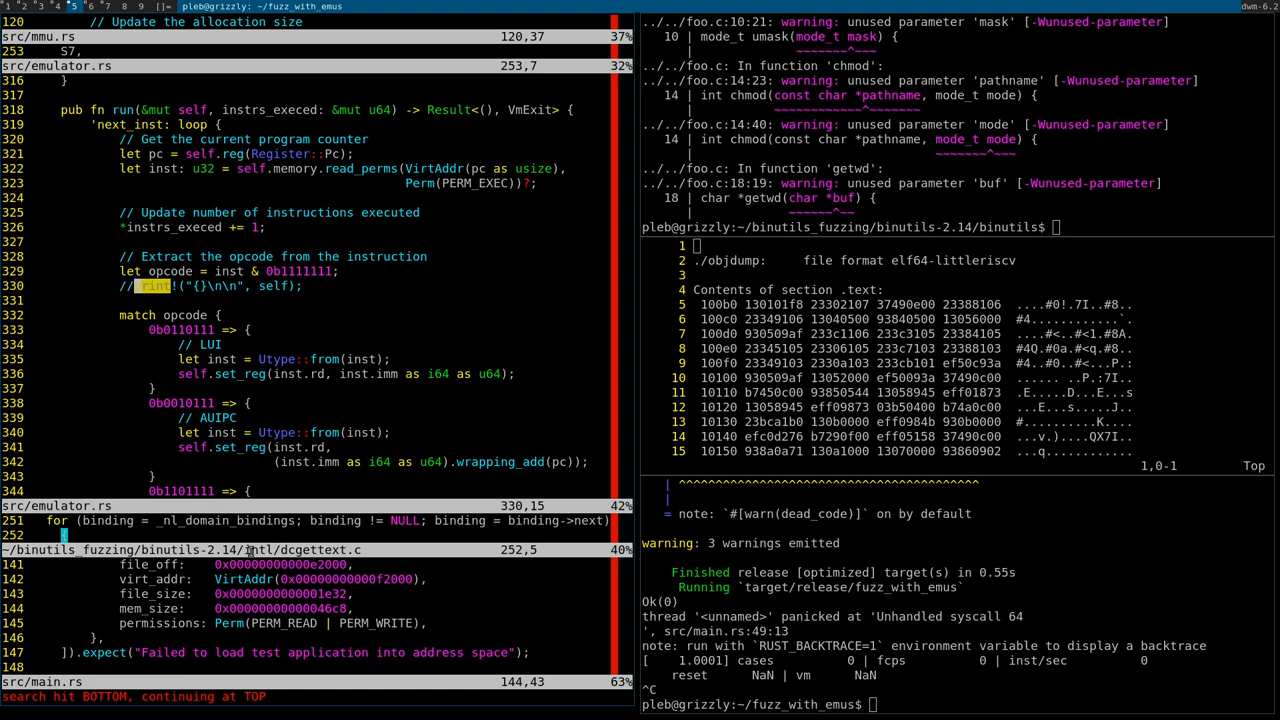 1 2 3 4 5 6 7 8 9 []= pleb@grizzly: ~/fuzz_with_emus dwm-6.2
120         // Update the allocation size
src/mmu.rs 120,37 37%
253     S7,
src/emulator.rs 253,7 32%
316     }
317
318     pub fn run(&mut self, instrs_execed: &mut u64) -> Result<(), VmExit> {
319         'next_inst: loop {
320             // Get the current program counter
321             let pc = self.reg(Register::Pc);
322             let inst: u32 = self.memory.read_perms(VirtAddr(pc as usize),
323                                                    Perm(PERM_EXEC))?;
324
325             // Update number of instructions executed
326             *instrs_execed += 1;
327
328             // Extract the opcode from the instruction
329             let opcode = inst & 0b1111111;
330             //print!("{}\n\n", self);
331
332             match opcode {
333                 0b0110111 => {
334                     // LUI
335                     let inst = Utype::from(inst);
336                     self.set_reg(inst.rd, inst.imm as i64 as u64);
337                 }
338                 0b0010111 => {
339                     // AUIPC
340                     let inst = Utype::from(inst);
341                     self.set_reg(inst.rd,
342                                  (inst.imm as i64 as u64).wrapping_add(pc));
343                 }
344                 0b1101111 => {
src/emulator.rs 330,15 42%
251   for (binding = _nl_domain_bindings; binding != NULL; binding = binding->next)
252     {
~/binutils_fuzzing/binutils-2.14/intl/dcgettext.c 252,5 40%
141             file_off:    0x00000000000e2000,
142             virt_addr:   VirtAddr(0x00000000000f2000),
143             file_size:   0x0000000000001e32,
144             mem_size:    0x00000000000046c8,
145             permissions: Perm(PERM_READ | PERM_WRITE),
146         },
147     ]).expect("Failed to load test application into address space");
148
src/main.rs 144,43 63%
search hit BOTTOM, continuing at TOP
../../foo.c:10:21: warning: unused parameter 'mask' [-Wunused-parameter]
   10 | mode_t umask(mode_t mask) {
      |              ~~~~~~~^~~~
../../foo.c: In function 'chmod':
../../foo.c:14:23: warning: unused parameter 'pathname' [-Wunused-parameter]
   14 | int chmod(const char *pathname, mode_t mode) {
      |           ~~~~~~~~~~~~^~~~~~~~
../../foo.c:14:40: warning: unused parameter 'mode' [-Wunused-parameter]
   14 | int chmod(const char *pathname, mode_t mode) {
      |                                 ~~~~~~~^~~~
../../foo.c: In function 'getwd':
../../foo.c:18:19: warning: unused parameter 'buf' [-Wunused-parameter]
   18 | char *getwd(char *buf) {
      |             ~~~~~~^~~
pleb@grizzly:~/binutils_fuzzing/binutils-2.14/binutils$
1
2 ./objdump:     file format elf64-littleriscv
3
4 Contents of section .text:
5  100b0 130101f8 23302107 37490e00 23388106  ....#0!.7I..#8..
6  100c0 23349106 13040500 93840500 13056000  #4............`.
7  100d0 930509af 233c1106 233c3105 23384105  ....#<..#<1.#8A.
8  100e0 23345105 23306105 233c7103 23388103  #4Q.#0a.#<q.#8..
9  100f0 23349103 2330a103 233cb101 ef50c93a  #4..#0..#<...P.:
10  10100 930509af 13052000 ef50093a 37490c00  ...... ..P.:7I..
11  10110 b7450c00 93850544 13058945 eff01873  .E.....D...E...s
12  10120 13058945 eff09873 03b50400 b74a0c00  ...E...s.....J..
13  10130 23bca1b0 130b0000 eff0984b 930b0000  #..........K....
14  10140 efc0d276 b7290f00 eff05158 37490c00  ...v.)....QX7I..
15  10150 938a0a71 130a1000 13070000 93860902  ...q............
1,0-1 Top
   | ^^^^^^^^^^^^^^^^^^^^^^^^^^^^^^^^^^^^^^^^^
   |
   = note: `#[warn(dead_code)]` on by default
warning: 3 warnings emitted
    Finished release [optimized] target(s) in 0.55s
     Running `target/release/fuzz_with_emus`
Ok(0)
thread '<unnamed>' panicked at 'Unhandled syscall 64
', src/main.rs:49:13
note: run with `RUST_BACKTRACE=1` environment variable to display a backtrace
[    1.0001] cases          0 | fcps          0 | inst/sec          0
   reset     NaN | vm     NaN
^C
pleb@grizzly:~/fuzz_with_emus$